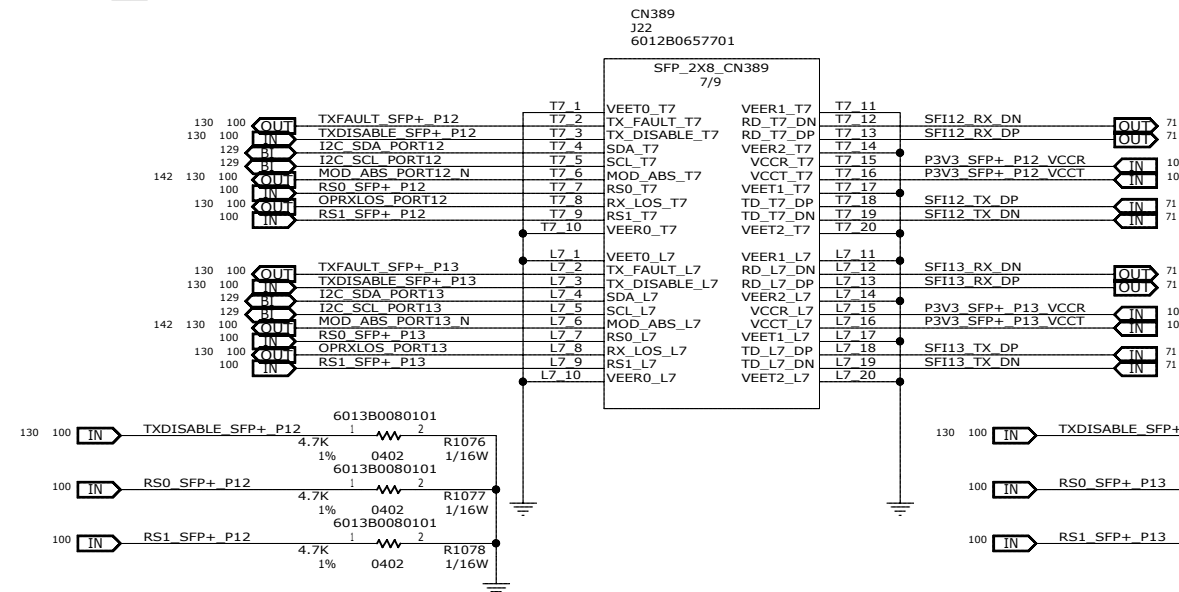 CN389
J22
6012B0657701
SFP_2X8_CN389
7/9
130 100 OUT TXFAULT_SFP+_P12 T7_1 VEET0_T7 VEER1_T7 T7_11
T7_2 TX_FAULT_T7 RD_T7_DN T7_12 SFI12_RX_DN OUT 71
130 100 IN TXDISABLE_SFP+_P12 T7_3 TX_DISABLE_T7 RD_T7_DP T7_13 SFI12_RX_DP OUT 71
129 BI I2C_SDA_PORT12 T7_4 SDA_T7 VEER2_T7 T7_14
129 BI I2C_SCL_PORT12 T7_5 SCL_T7 VCCR_T7 T7_15 P3V3_SFP+_P12_VCCR IN 10
142 130 100 OUT MOD_ABS_PORT12_N T7_6 MOD_ABS_T7 VCCT_T7 T7_16 P3V3_SFP+_P12_VCCT IN 10
100 IN RS0_SFP+_P12 T7_7 RS0_T7 VEET1_T7 T7_17
130 100 OUT OPRXLOS_PORT12 T7_8 RX_LOS_T7 TD_T7_DP T7_18 SFI12_TX_DP IN 71
100 IN RS1_SFP+_P12 T7_9 RS1_T7 TD_T7_DN T7_19 SFI12_TX_DN IN 71
T7_10 VEER0_T7 VEET2_T7 T7_20
L7_1 VEET0_L7 VEER1_L7 L7_11
130 100 OUT TXFAULT_SFP+_P13 L7_2 TX_FAULT_L7 RD_L7_DN L7_12 SFI13_RX_DN OUT 71
130 100 IN TXDISABLE_SFP+_P13 L7_3 TX_DISABLE_L7 RD_L7_DP L7_13 SFI13_RX_DP OUT 71
129 BI I2C_SDA_PORT13 L7_4 SDA_L7 VEER2_L7 L7_14
129 BI I2C_SCL_PORT13 L7_5 SCL_L7 VCCR_L7 L7_15 P3V3_SFP+_P13_VCCR IN 10
142 130 100 OUT MOD_ABS_PORT13_N L7_6 MOD_ABS_L7 VCCT_L7 L7_16 P3V3_SFP+_P13_VCCT IN 10
100 IN RS0_SFP+_P13 L7_7 RS0_L7 VEET1_L7 L7_17
130 100 OUT OPRXLOS_PORT13 L7_8 RX_LOS_L7 TD_L7_DP L7_18 SFI13_TX_DP IN 71
100 IN RS1_SFP+_P13 L7_9 RS1_L7 TD_L7_DN L7_19 SFI13_TX_DN IN 71
L7_10 VEER0_L7 VEET2_L7 L7_20
6013B0080101
130 100 IN TXDISABLE_SFP+_P12 1 2 130 100 IN TXDISABLE_SFP+
4.7K R1076
1% 0402 1/16W
6013B0080101
100 IN RS0_SFP+_P12 1 2 100 IN RS0_SFP+_P13
4.7K R1077
1% 0402 1/16W
6013B0080101
100 IN RS1_SFP+_P12 1 2 100 IN RS1_SFP+_P13
4.7K R1078
1% 0402 1/16W